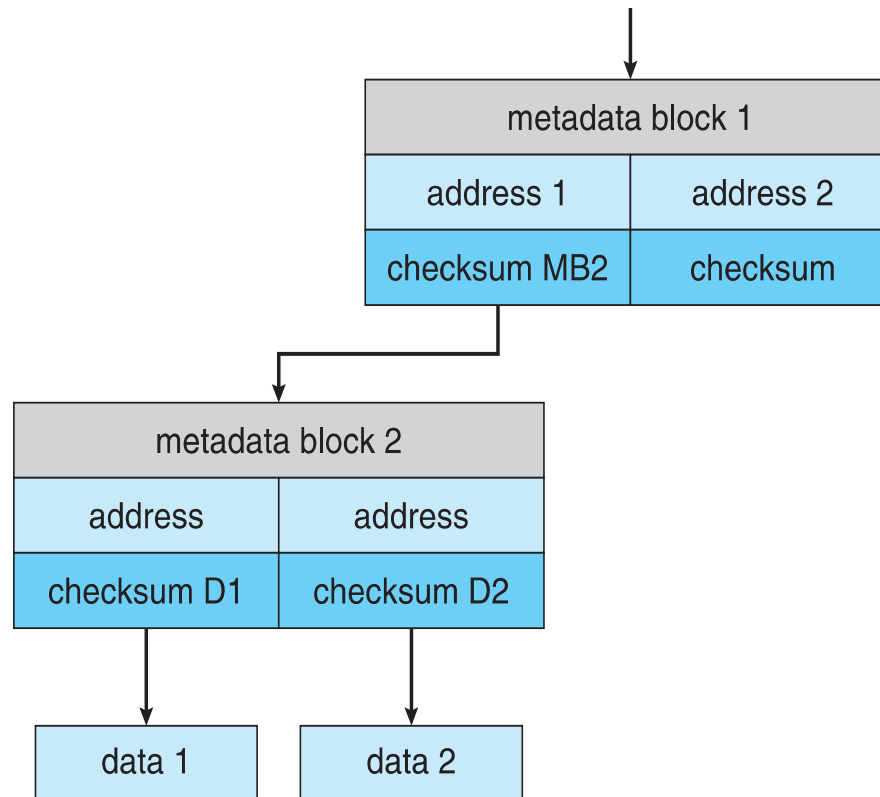 metadata block 1
address 1 address 2
checksum MB2 checksum
metadata block 2
address address
checksum D1 checksum D2
data 1 data 2